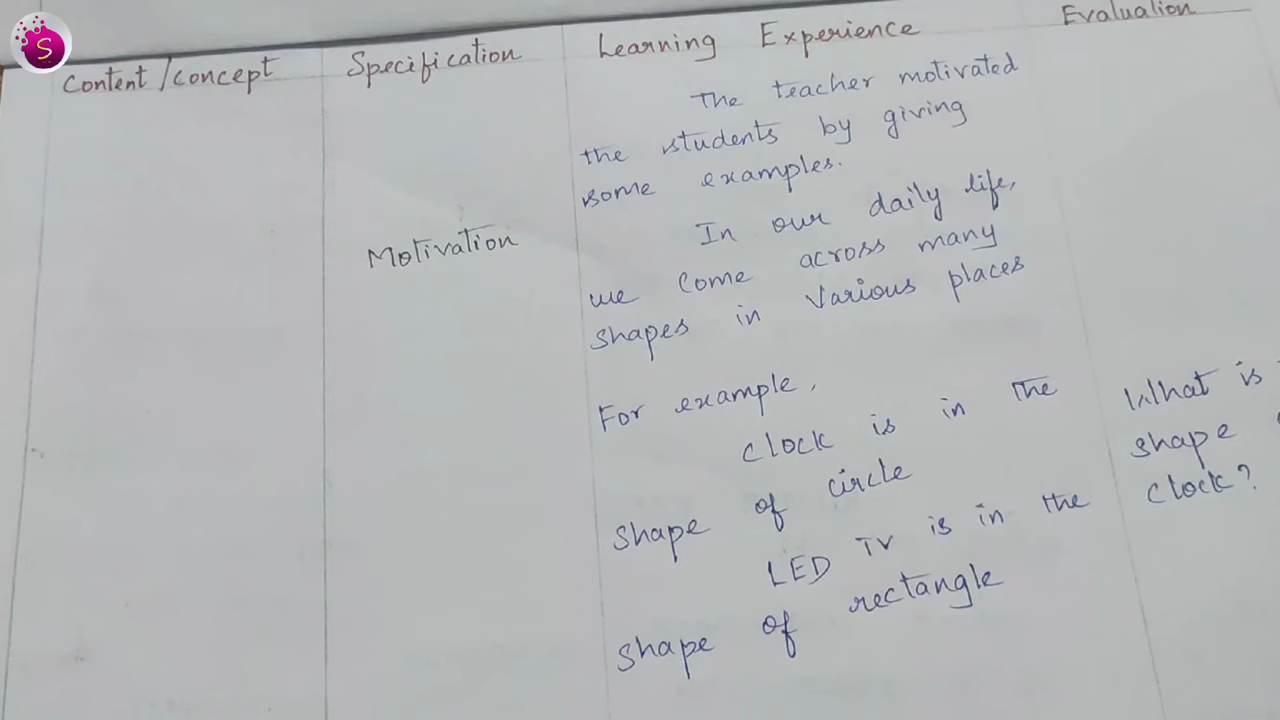 S
Content / concept
Specification
Learning Experience
Evaluation
Motivation
The teacher motivated
the students by giving
some examples.
In our daily life,
we come across many
shapes in various places
For example,
Clock is in the
shape of circle
LED TV is in the
shape of rectangle
What is
shape
clock?